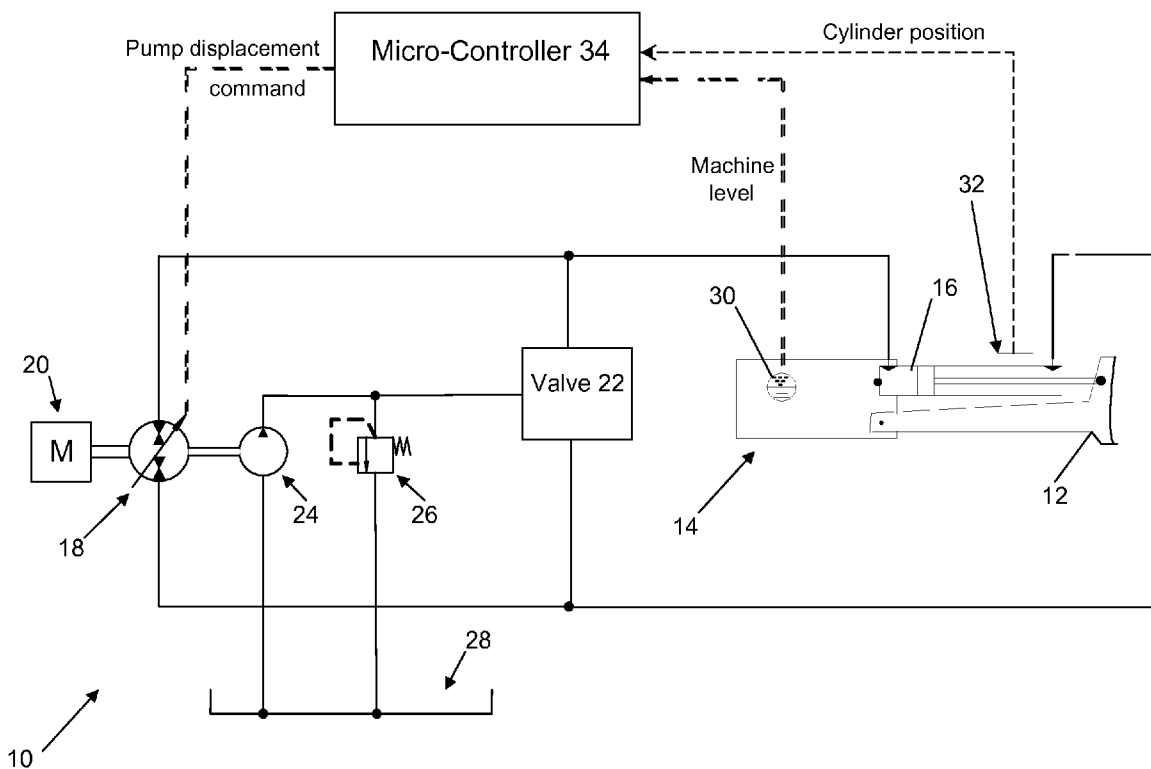 Pump displacement
command
Micro-Controller 34
Cylinder position
Machine
level
32
30
16
20
M
Valve 22
18
24
26
14
12
28
10